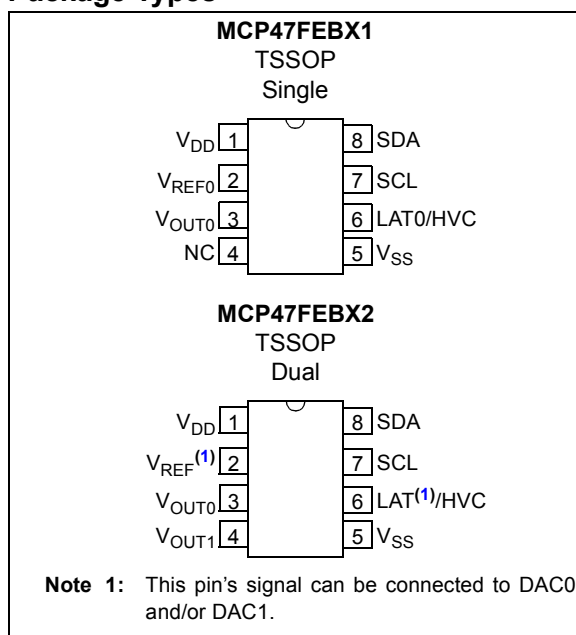 Package Types
MCP47FEBX1
TSSOP
Single
VDD 1 8 SDA
VREF0 2 7 SCL
VOUT0 3 6 LAT0/HVC
NC 4 5 VSS
MCP47FEBX2
TSSOP
Dual
VDD 1 8 SDA
VREF(1) 2 7 SCL
VOUT0 3 6 LAT(1)/HVC
VOUT1 4 5 VSS
Note 1: This pin's signal can be connected to DAC0
and/or DAC1.